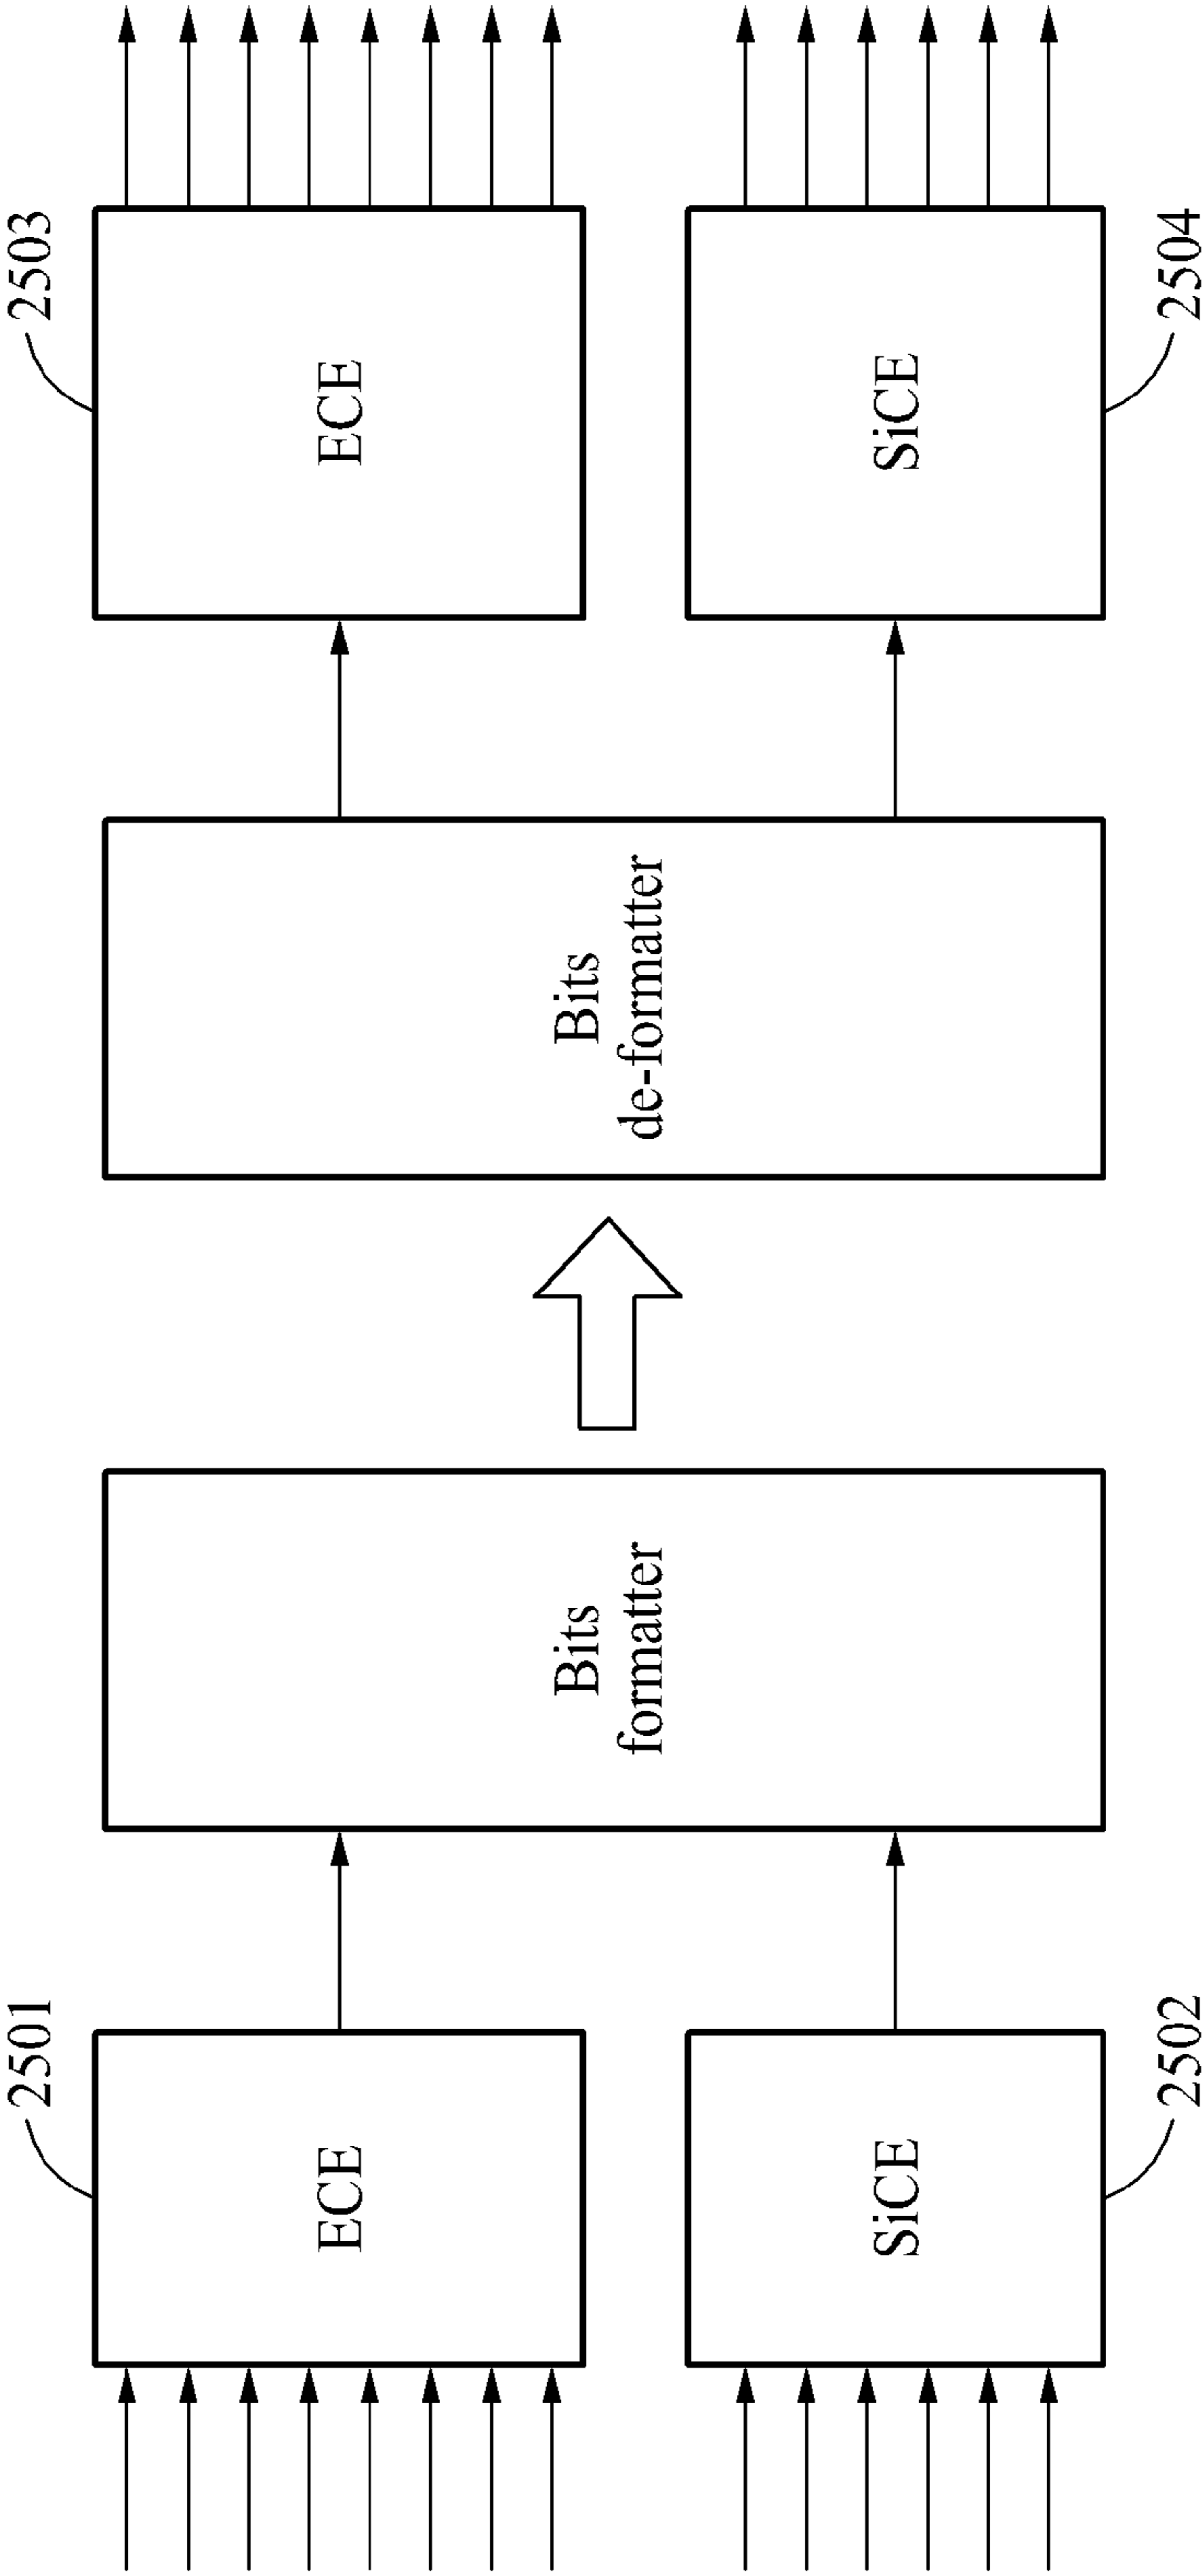 2501
ECE
SiCE
2502
Bits
formatter
Bits
de-formatter
2503
ECE
SiCE
2504